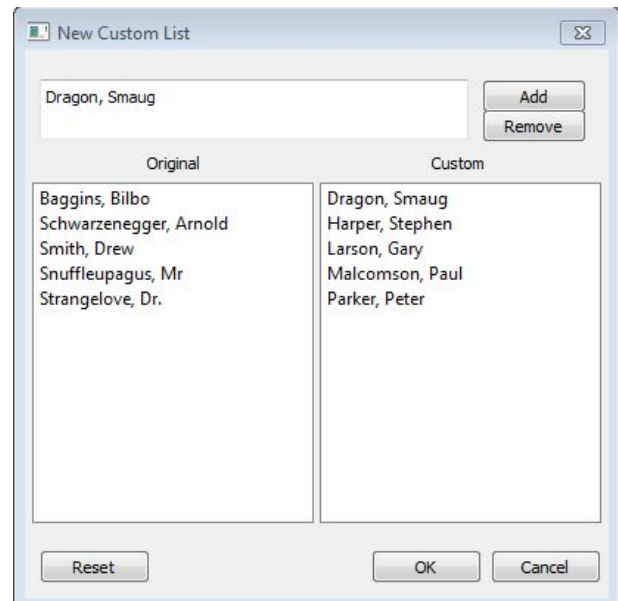 New Custom List
Dragon, Smaug
Add
Remove
Original
Custom
Baggins, Bilbo
Schwarzenegger, Arnold
Smith, Drew
Snuffleupagus, Mr
Strangelove, Dr.
Dragon, Smaug
Harper, Stephen
Larson, Gary
Malcomson, Paul
Parker, Peter
Reset
OK
Cancel